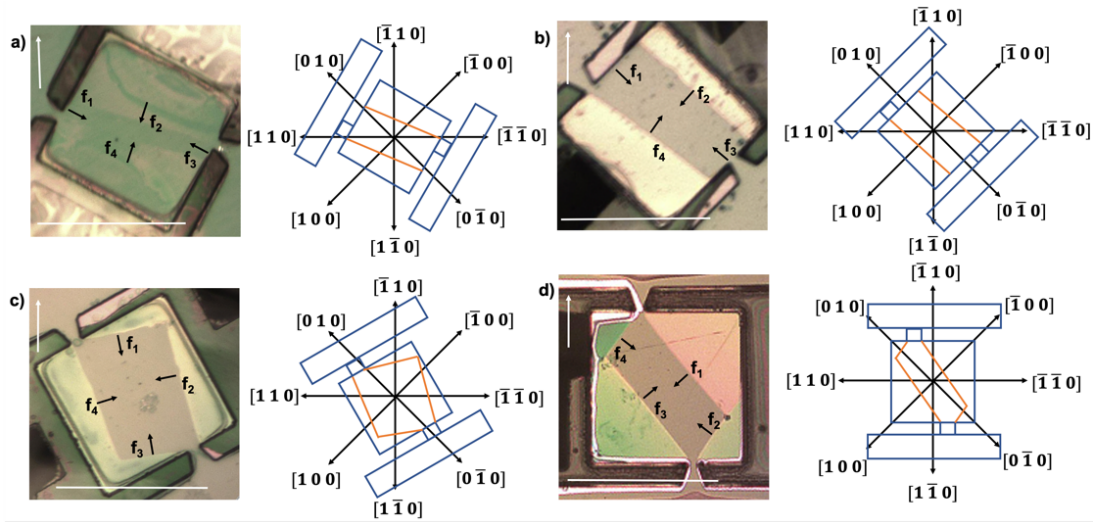 a)
f₁
f₂
f₄
f₃
[1̅ 1 0]
[0 1 0]
[1̅ 0 0]
[1 1 0]
[1̅ 1̅ 0]
[1 0 0]
[0 1̅ 0]
[1 1̅ 0]
b)
f₁
f₂
f₄
f₃
[1̅ 1 0]
[0 1 0]
[1̅ 0 0]
[1 1 0]
[1̅ 1̅ 0]
[1 0 0]
[0 1̅ 0]
[1 1̅ 0]
c)
f₁
f₂
f₄
f₃
[1̅ 1 0]
[0 1 0]
[1̅ 0 0]
[1 1 0]
[1̅ 1̅ 0]
[1 0 0]
[0 1̅ 0]
[1 1̅ 0]
d)
f₄
f₁
f₃
f₂
[1̅ 1 0]
[0 1 0]
[1̅ 0 0]
[1 1 0]
[1̅ 1̅ 0]
[1 0 0]
[0 1̅ 0]
[1 1̅ 0]